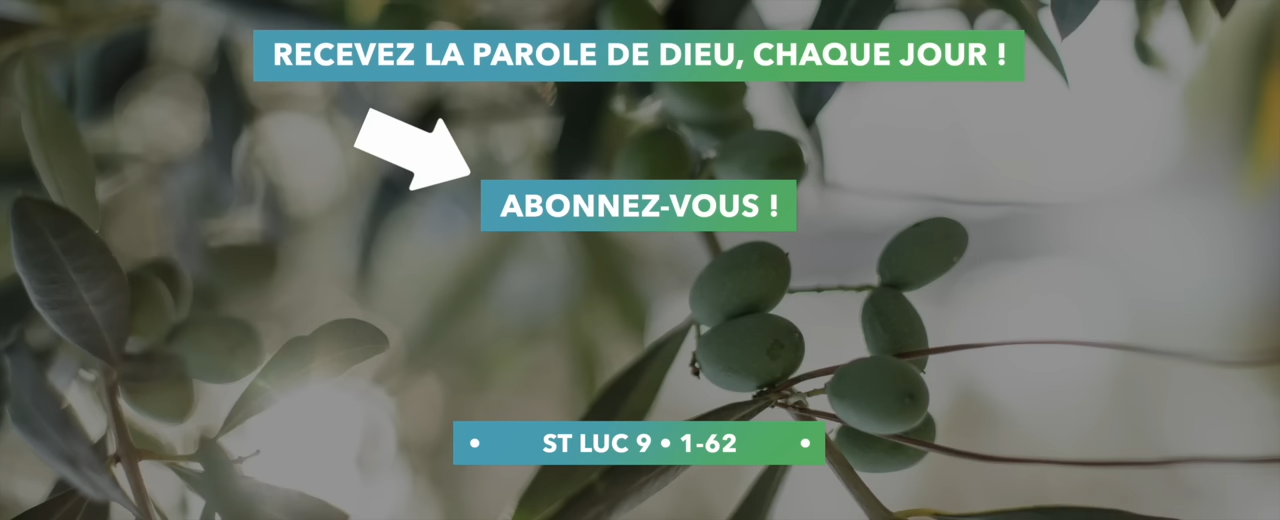 RECEVEZ LA PAROLE DE DIEU, CHAQUE JOUR !
ABONNEZ-VOUS !
• ST LUC 9 • 1-62 •